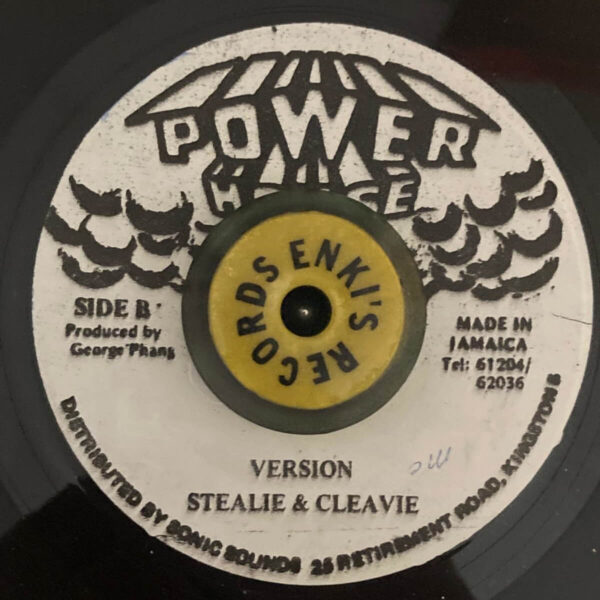 POWER
HOUSE
ENKI'S RECORDS
SIDE B
Produced by
George Phang
MADE IN
JAMAICA
Tel: 61204/
62036
VERSION
STEALIE & CLEAVIE
DISTRIBUTED BY SONIC SOUNDS 25 RETIREMENT ROAD, KINGSTON 5